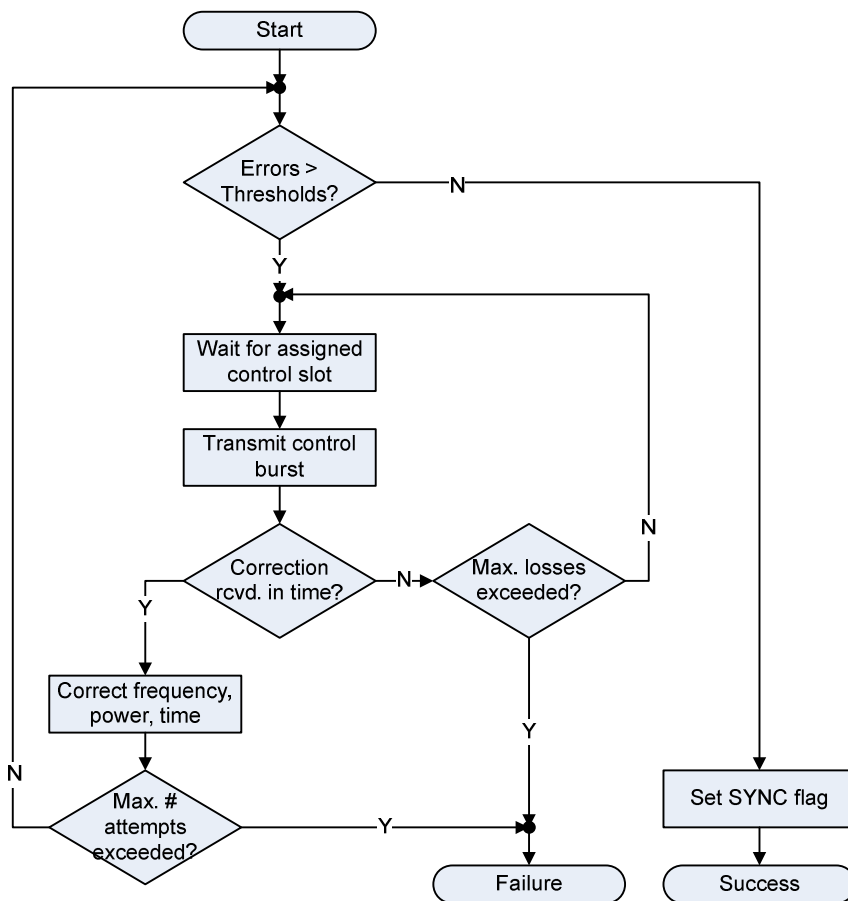 Start
Errors >
Thresholds?
N
Y
Wait for assigned
control slot
Transmit control
burst
N
Correction
rcvd. in time?
N
Max. losses
exceeded?
Y
Correct frequency,
power, time
Y
N
Max. #
attempts
exceeded?
Y
Set SYNC flag
Failure
Success